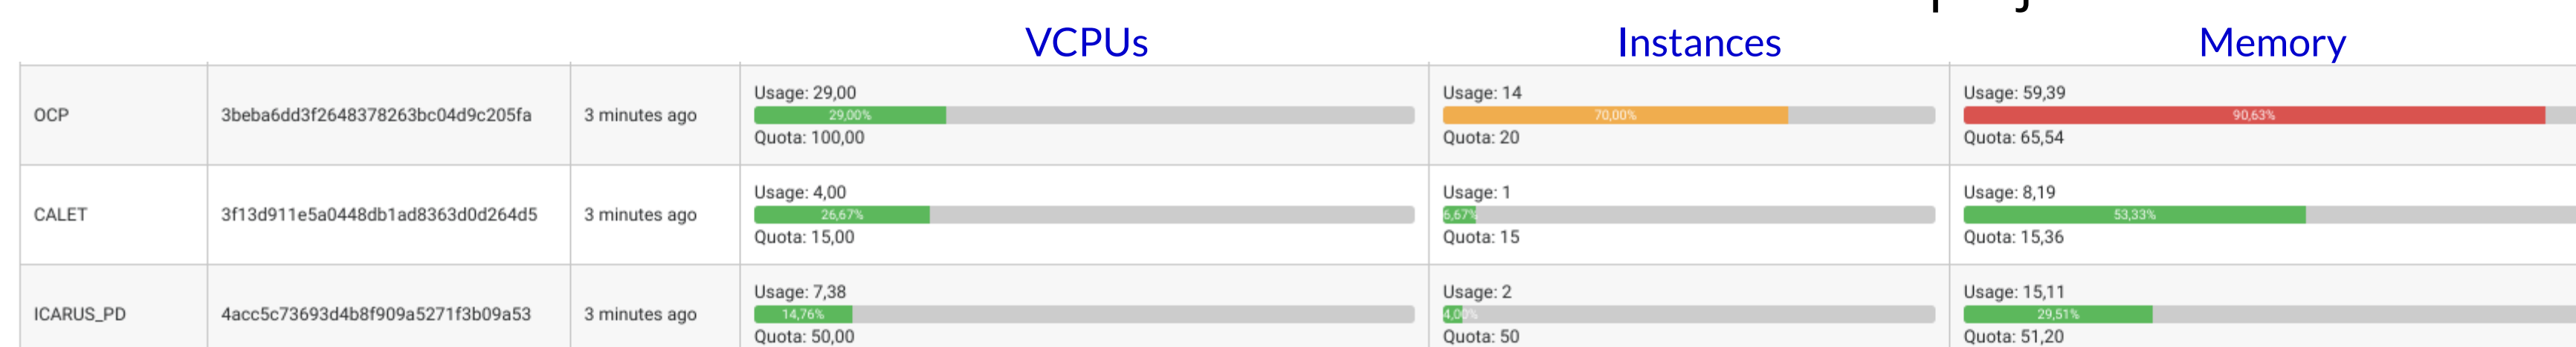 VCPUs Instances Memory
OCP 3beba6dd3f2648378263bc04d9c205fa 3 minutes ago
Usage: 29,00
29,00%
Quota: 100,00
Usage: 14
70,00%
Quota: 20
Usage: 59,39
90,63%
Quota: 65,54
CALET 3f13d911e5a0448db1ad8363d0d264d5 3 minutes ago
Usage: 4,00
26,67%
Quota: 15,00
Usage: 1
6,67%
Quota: 15
Usage: 8,19
53,33%
Quota: 15,36
ICARUS_PD 4acc5c73693d4b8f909a5271f3b09a53 3 minutes ago
Usage: 7,38
14,76%
Quota: 50,00
Usage: 2
4,00%
Quota: 50
Usage: 15,11
29,51%
Quota: 51,20